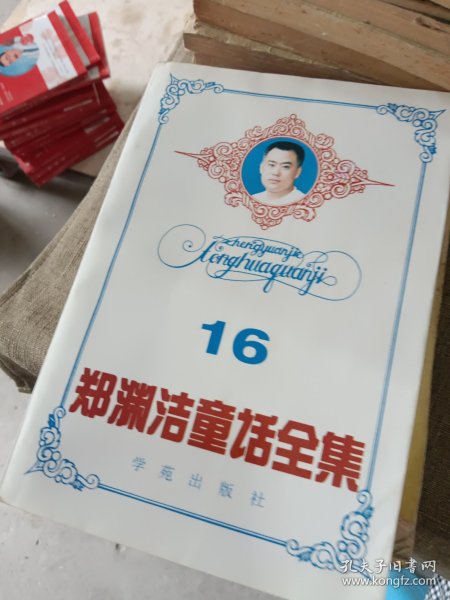 zhengyuanjie
tonghuaquanji
16
郑渊洁童话全集
学苑出版社
孔夫子旧书网
www.kongfz.com